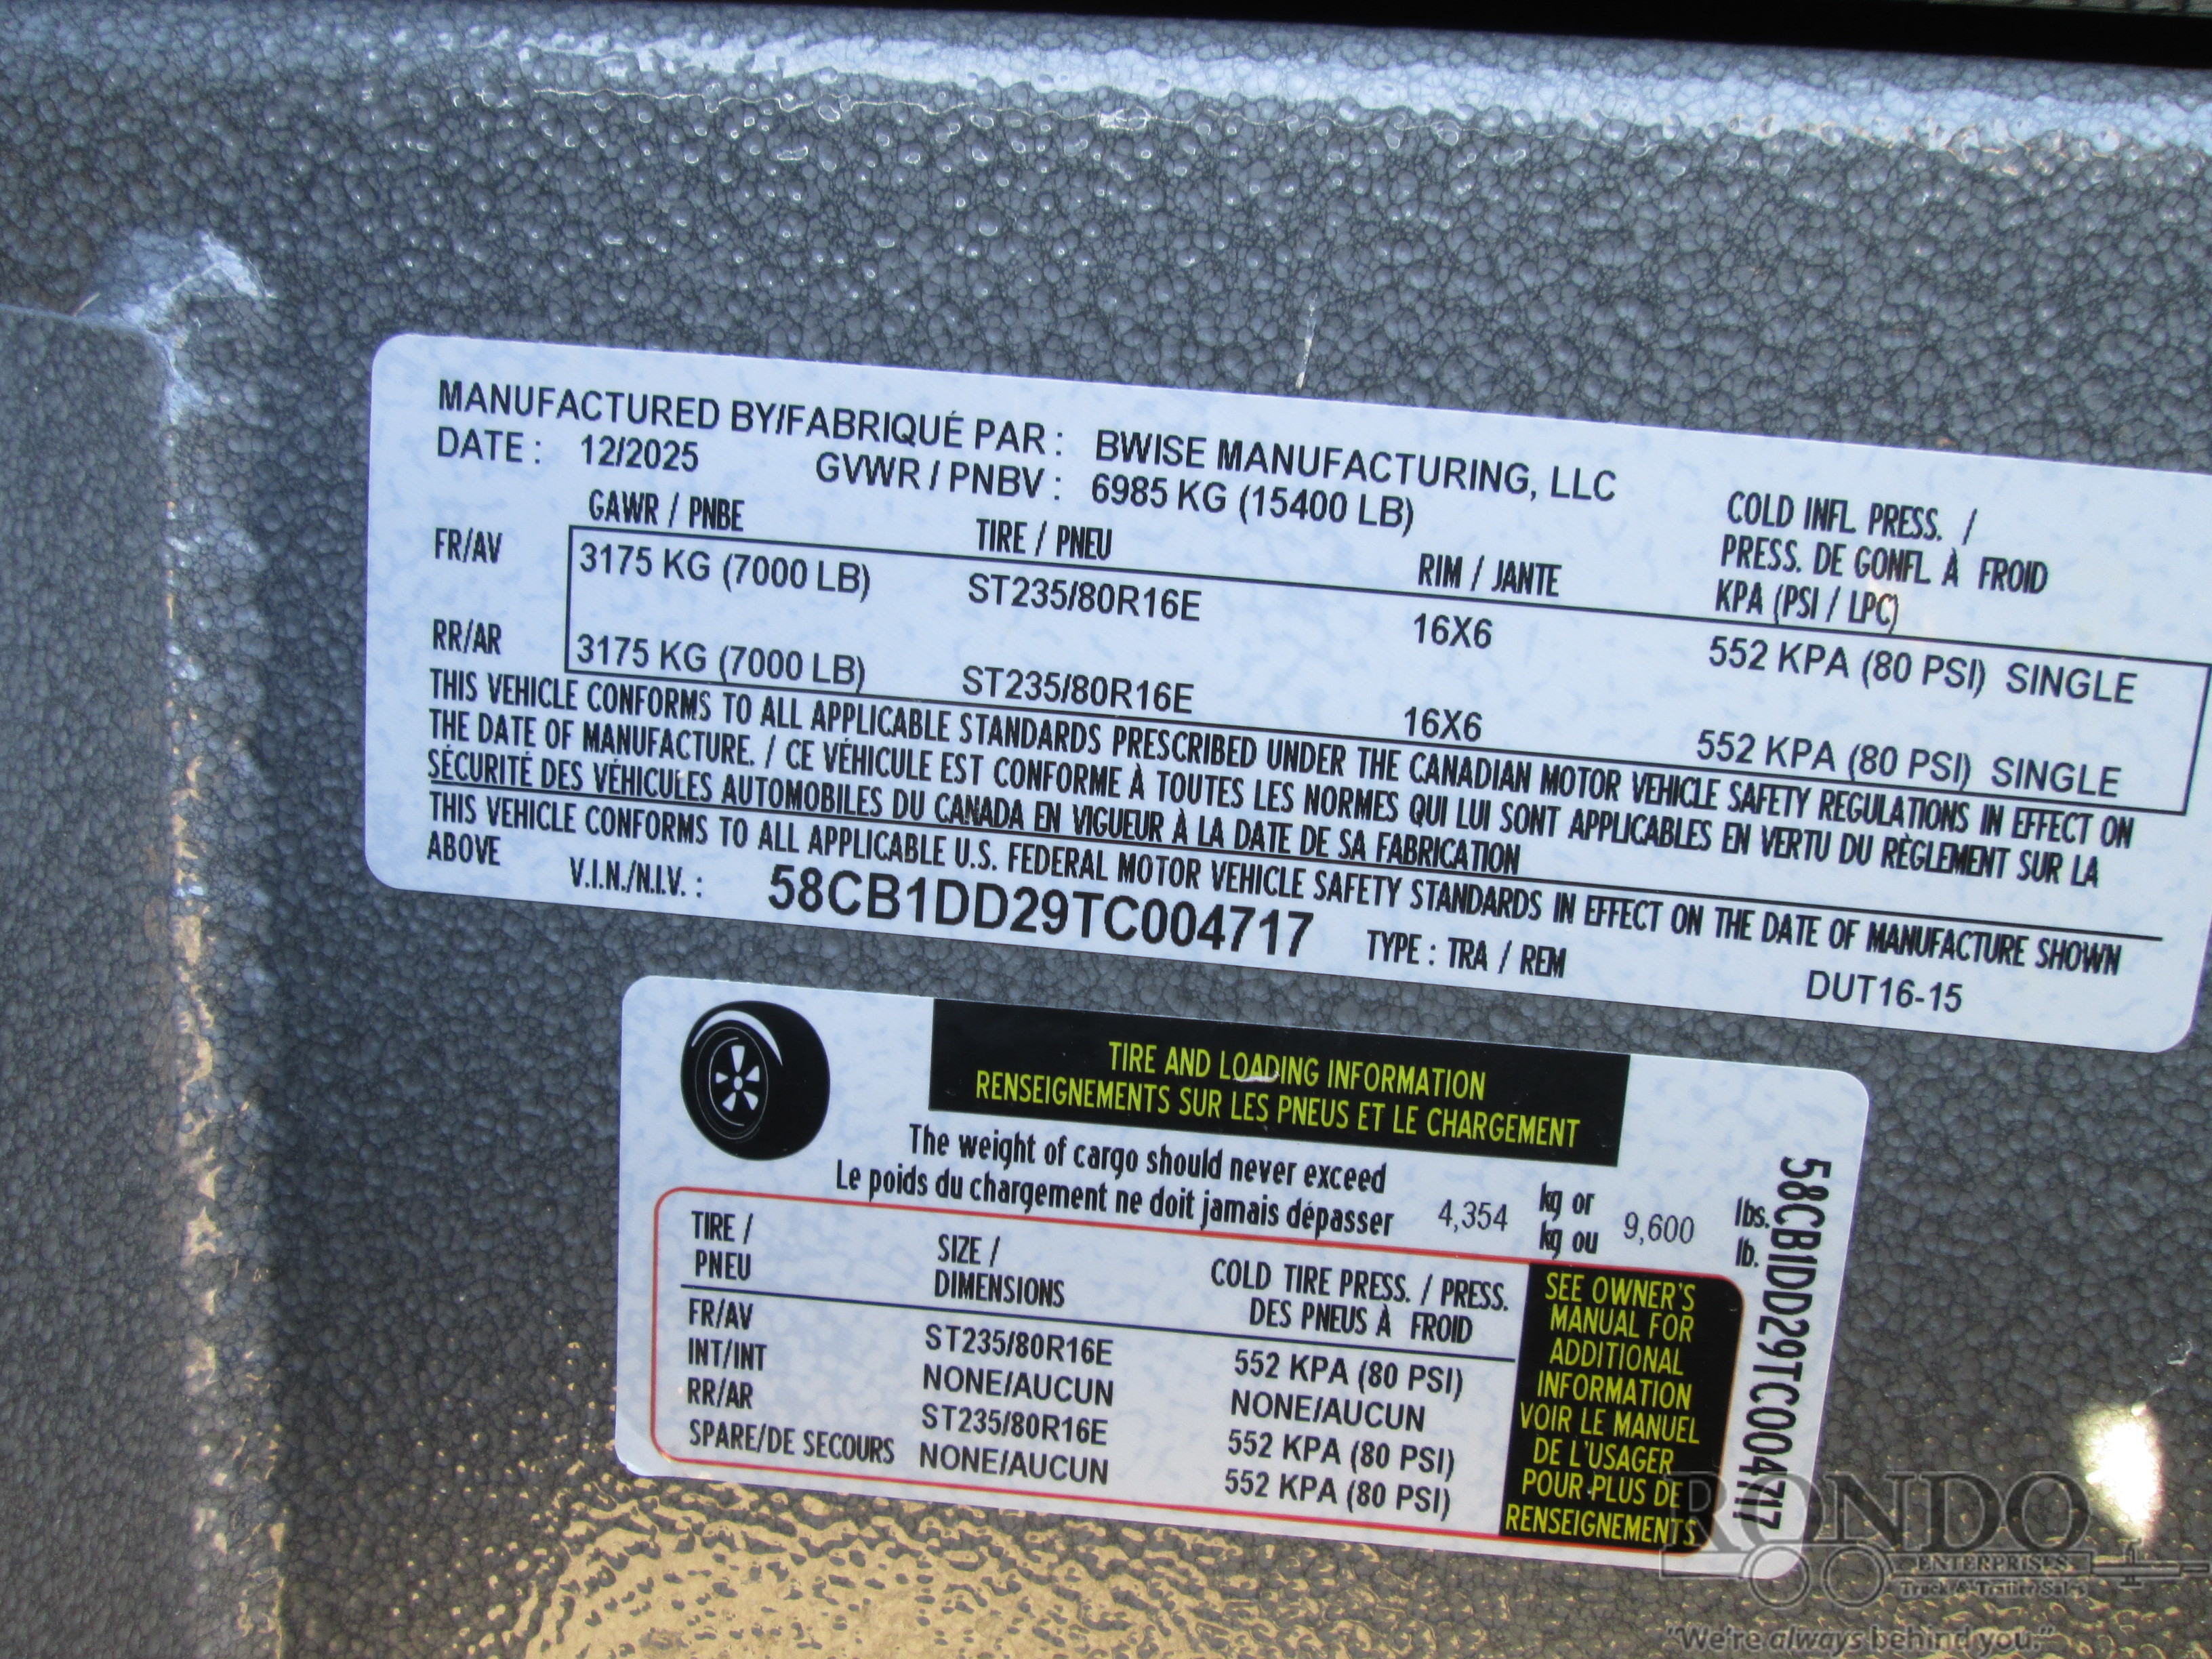 MANUFACTURED BY/FABRIQUÉ PAR : BWISE MANUFACTURING, LLC
DATE : 12/2025 GVWR / PNBV : 6985 KG (15400 LB)
GAWR / PNBE TIRE / PNEU RIM / JANTE COLD INFL. PRESS. /
PRESS. DE GONFL. À FROID
KPA (PSI / LPC)
FR/AV 3175 KG (7000 LB) ST235/80R16E 16X6 552 KPA (80 PSI) SINGLE
RR/AR 3175 KG (7000 LB) ST235/80R16E 16X6 552 KPA (80 PSI) SINGLE
THIS VEHICLE CONFORMS TO ALL APPLICABLE STANDARDS PRESCRIBED UNDER THE CANADIAN MOTOR VEHICLE SAFETY REGULATIONS IN EFFECT ON
THE DATE OF MANUFACTURE. / CE VÉHICULE EST CONFORME À TOUTES LES NORMES QUI LUI SONT APPLICABLES EN VERTU DU RÈGLEMENT SUR LA
SÉCURITÉ DES VÉHICULES AUTOMOBILES DU CANADA EN VIGUEUR À LA DATE DE SA FABRICATION
THIS VEHICLE CONFORMS TO ALL APPLICABLE U.S. FEDERAL MOTOR VEHICLE SAFETY STANDARDS IN EFFECT ON THE DATE OF MANUFACTURE SHOWN
ABOVE
V.I.N./N.I.V. : 58CB1DD29TC004717 TYPE : TRA / REM DUT16-15
TIRE AND LOADING INFORMATION
RENSEIGNEMENTS SUR LES PNEUS ET LE CHARGEMENT
The weight of cargo should never exceed kg or lbs.
Le poids du chargement ne doit jamais dépasser 4,354 kg ou 9,600 lb.
TIRE / SIZE / COLD TIRE PRESS. / PRESS.
PNEU DIMENSIONS DES PNEUS À FROID
FR/AV ST235/80R16E 552 KPA (80 PSI)
INT/INT NONE/AUCUN NONE/AUCUN
RR/AR ST235/80R16E 552 KPA (80 PSI)
SPARE/DE SECOURS NONE/AUCUN 552 KPA (80 PSI)
SEE OWNER'S
MANUAL FOR
ADDITIONAL
INFORMATION
VOIR LE MANUEL
DE L'USAGER
POUR PLUS DE
RENSEIGNEMENTS
58CB1DD29TC004717
RONDO
ENTERPRISES
Truck & Trailer Sales
"We're always behind you."